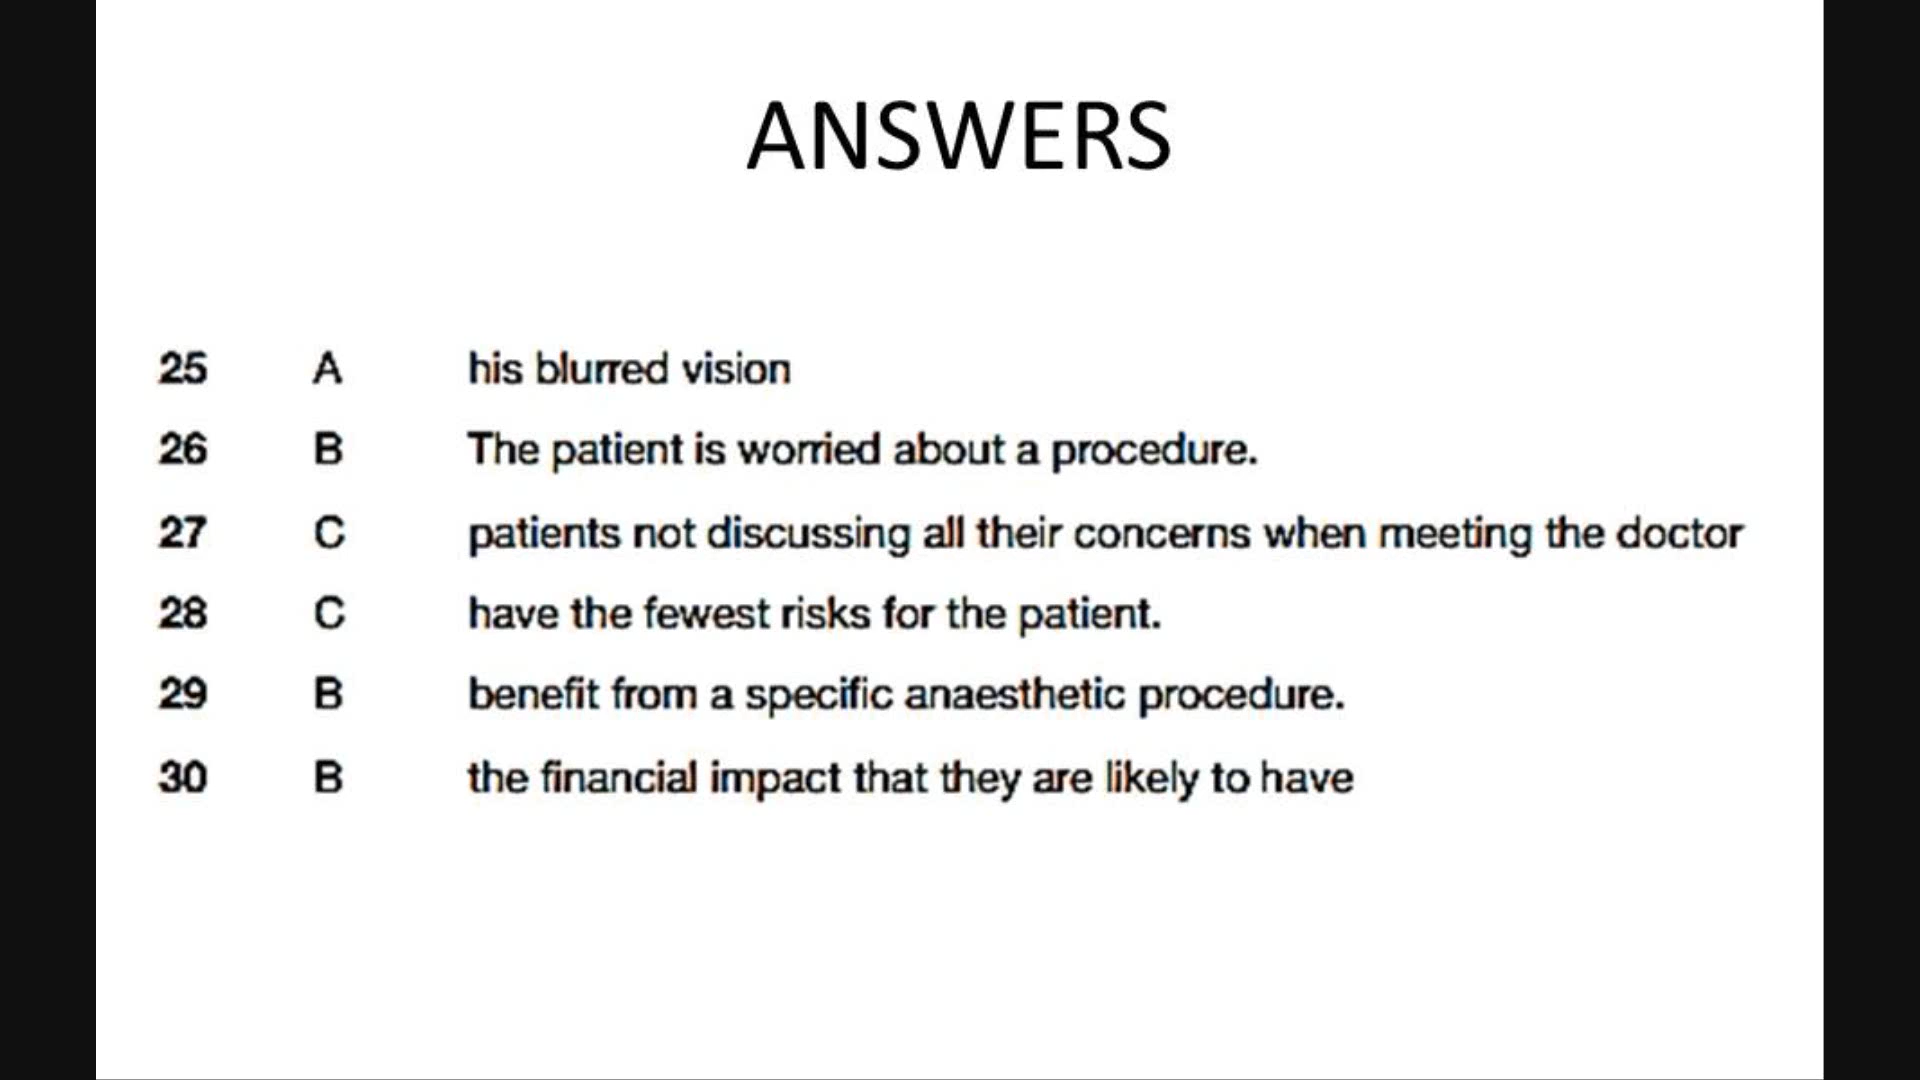 ANSWERS
25 A his blurred vision
26 B The patient is worried about a procedure.
27 C patients not discussing all their concerns when meeting the doctor
28 C have the fewest risks for the patient.
29 B benefit from a specific anaesthetic procedure.
30 B the financial impact that they are likely to have